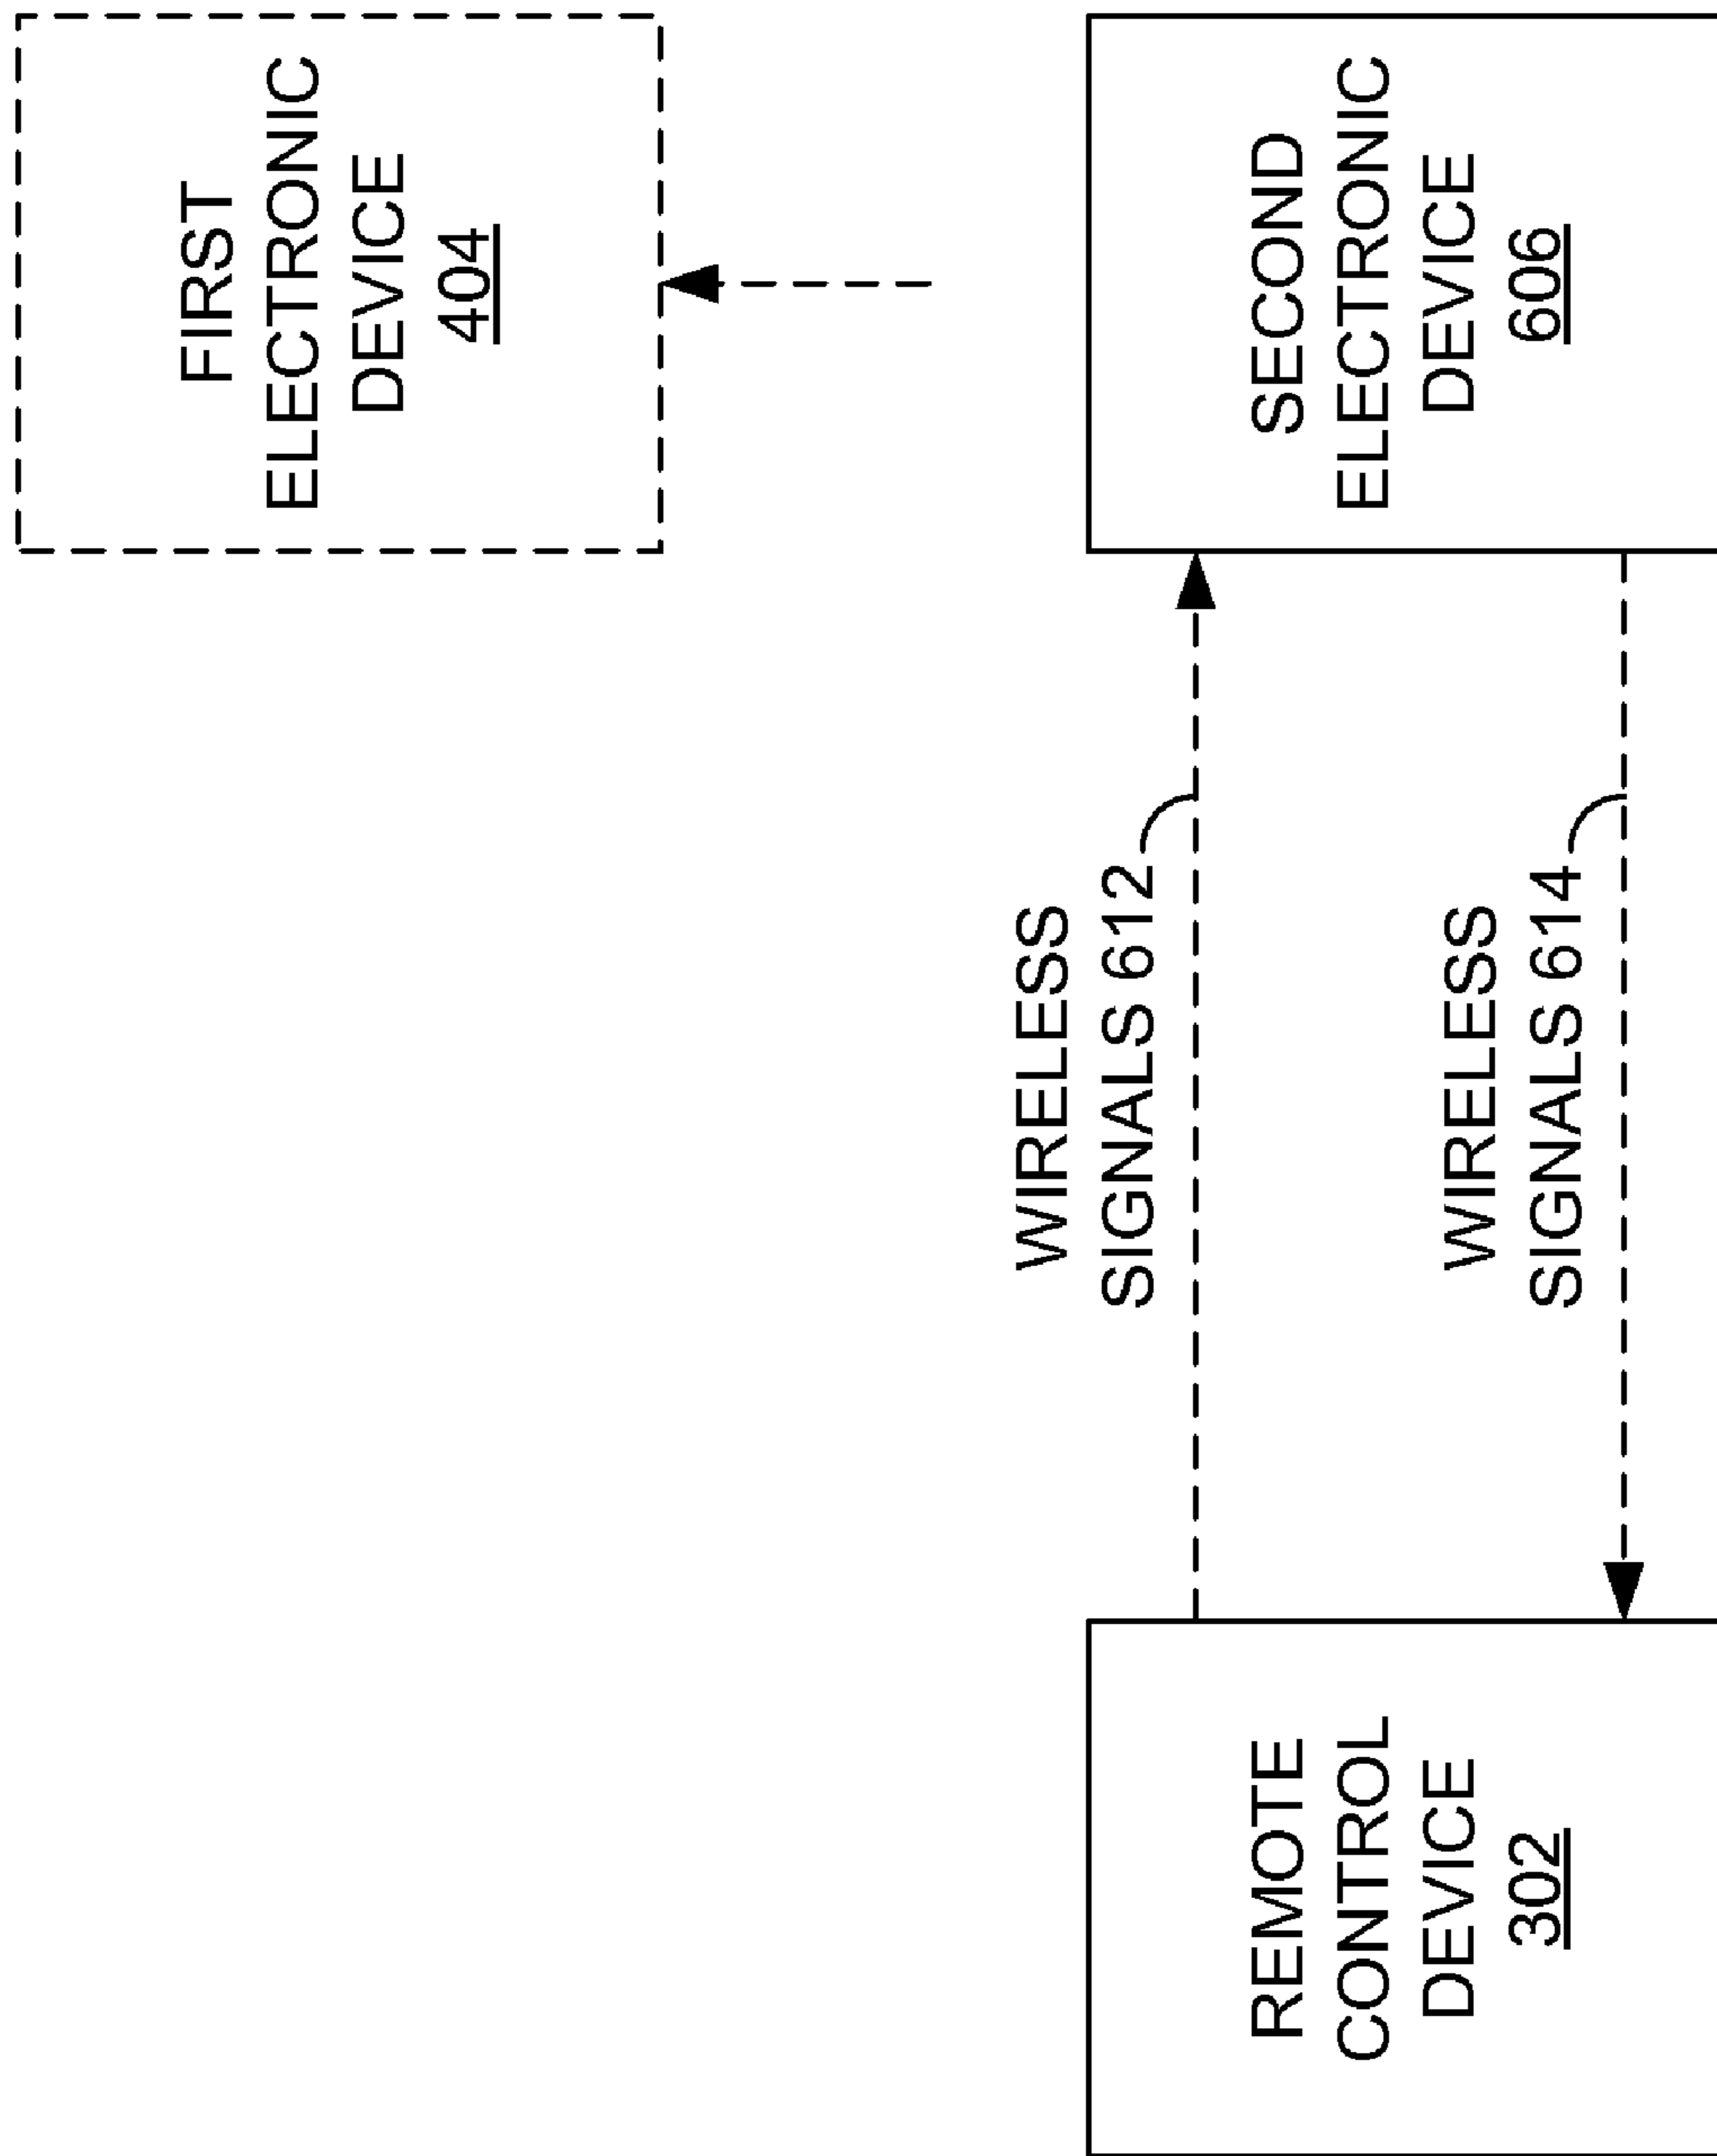 FIRST
ELECTRONIC
DEVICE
404
WIRELESS
SIGNALS 612
REMOTE
CONTROL
DEVICE
302
SECOND
ELECTRONIC
DEVICE
606
WIRELESS
SIGNALS 614